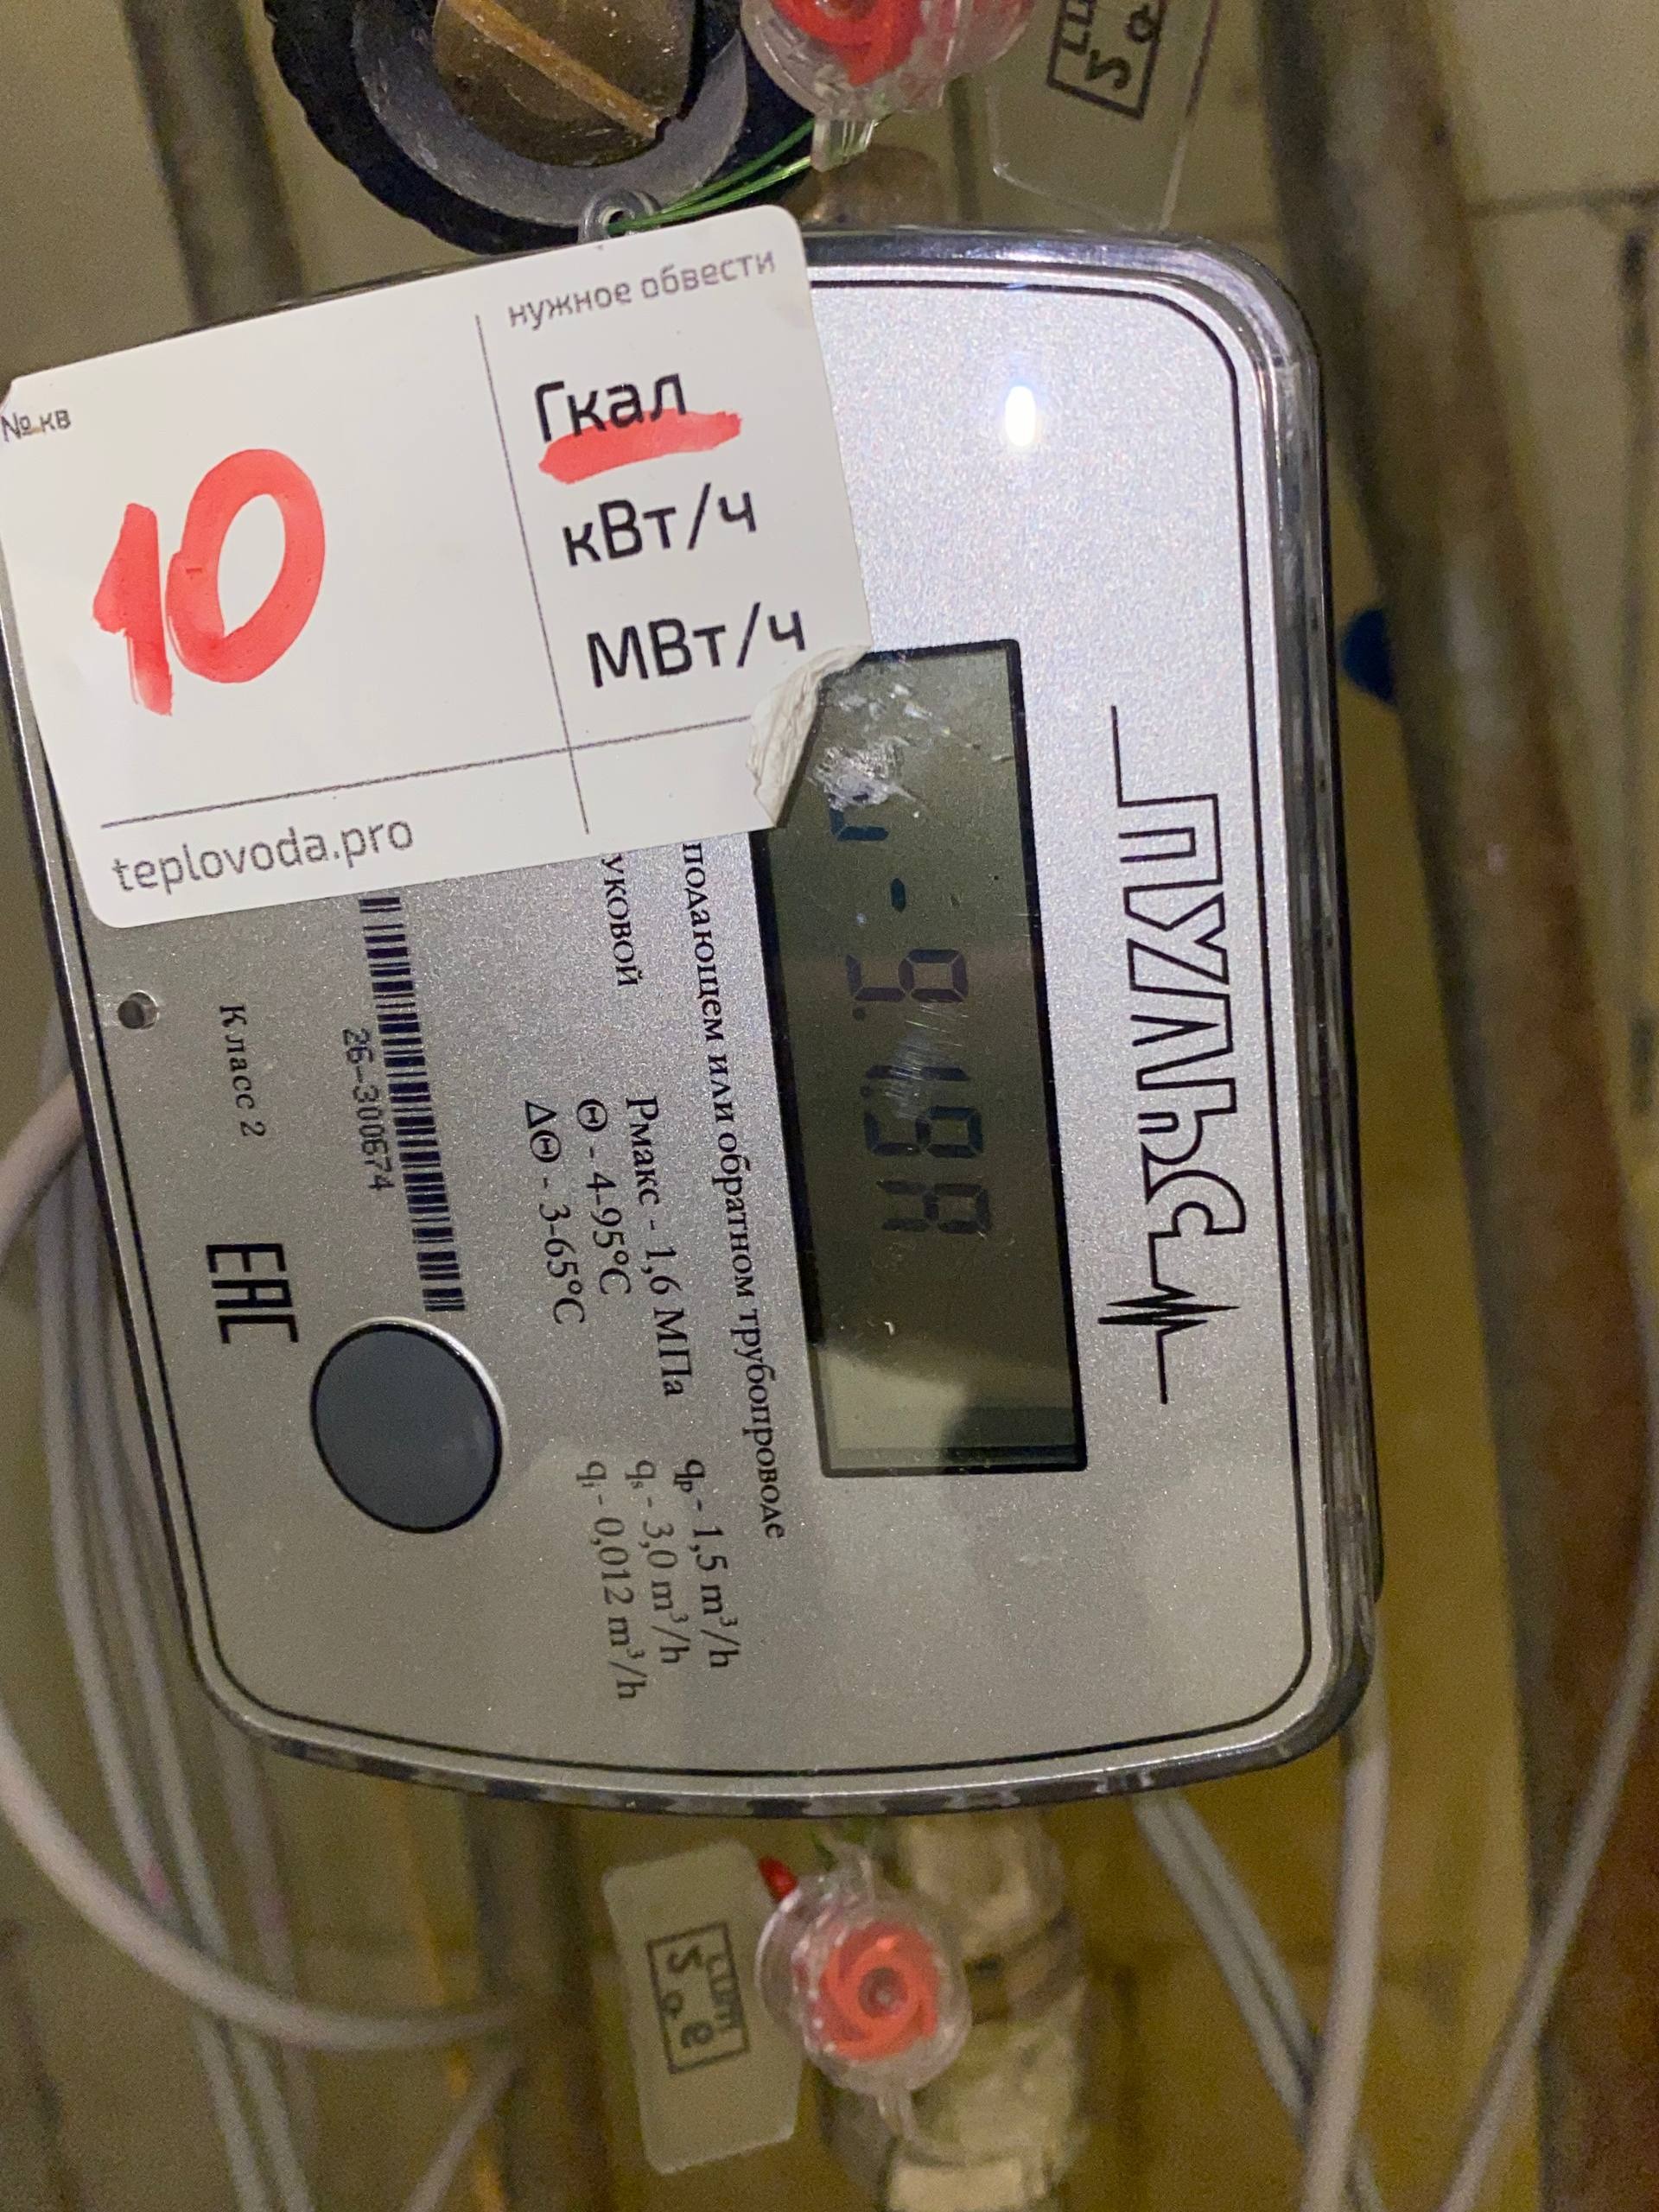 № кв
10
нужное обвести
Гкал
кВт/ч
МВт/ч
teplovoda.pro
ПУЛЬС
подающем или обратном трубопроводе
уковой
Рмакс - 1,6 МПа
Θ - 4-95°C
ΔΘ - 3-65°C
qp - 1,5 m³/h
qs - 3,0 m³/h
qi - 0,012 m³/h
26-300674
Класс 2
EAC